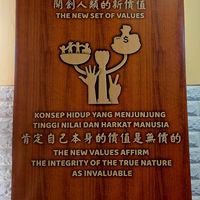 開創人類的新價值
THE NEW SET OF VALUES
$
KONSEP HIDUP YANG MENJUNJUNG
TINGGI NILAI DAN HARKAT MANUSIA
肯定自己本身的價值是無價的
THE NEW VALUES AFFIRM
THE INTEGRITY OF THE TRUE NATURE
AS INVALUABLE